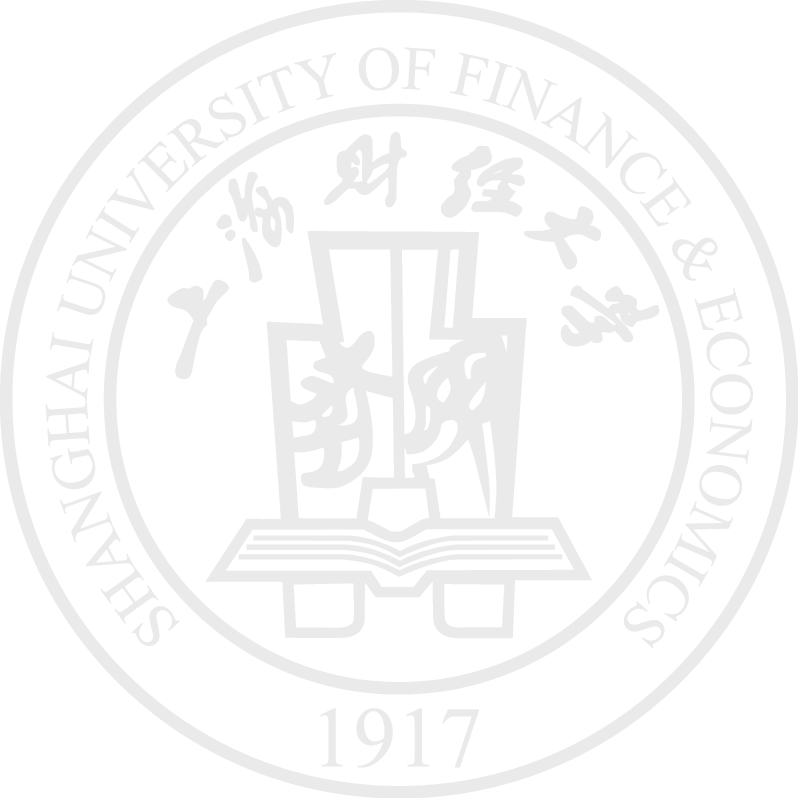 SHANGHAI UNIVERSITY OF FINANCE & ECONOMICS
上海财经大学
1917